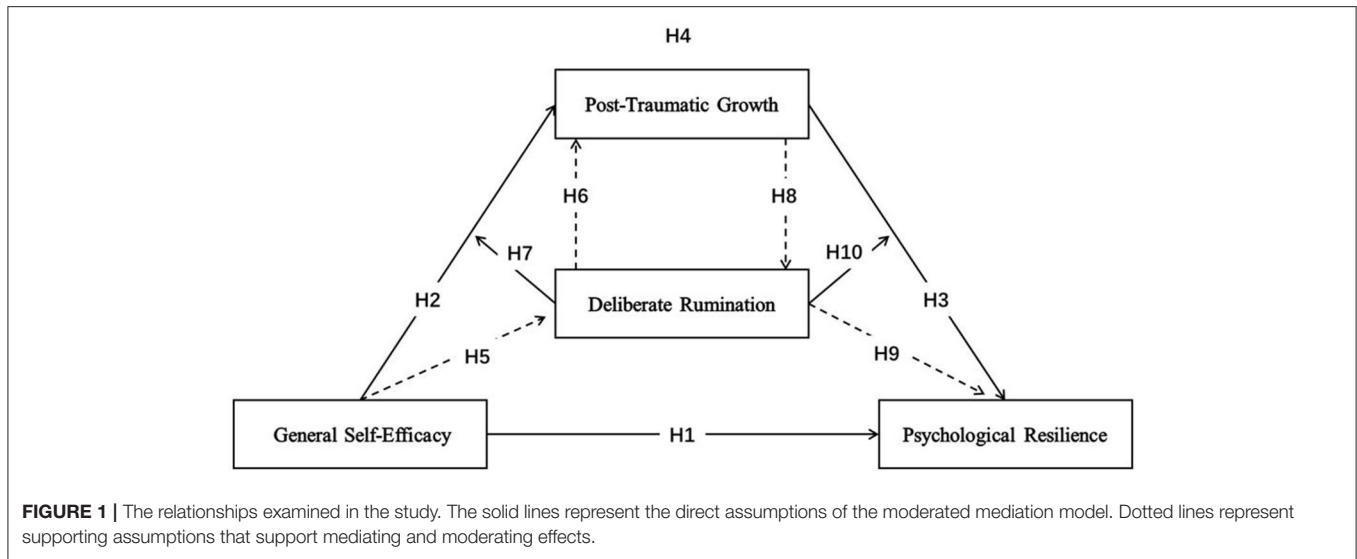 H4
Post-Traumatic Growth
H6
H8
H7
H10
H2
Deliberate Rumination
H3
H5
H9
General Self-Efficacy
H1
Psychological Resilience
FIGURE 1 | The relationships examined in the study. The solid lines represent the direct assumptions of the moderated mediation model. Dotted lines represent
supporting assumptions that support mediating and moderating effects.